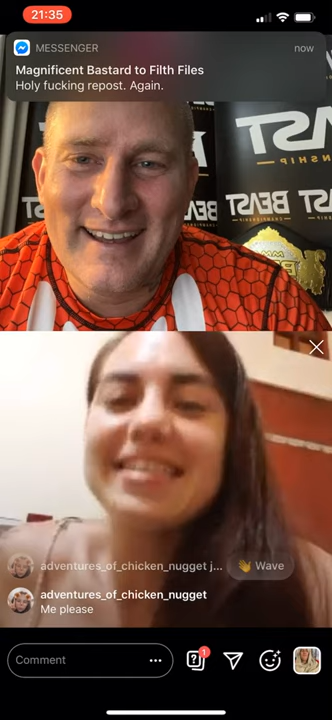 21:35
MESSENGER
now
Magnificent Bastard to Filth Files
Holy fucking repost. Again.
BEAST
BEAST
adventures_of_chicken_nugget j...
👋 Wave
adventures_of_chicken_nugget
Me please
Comment
1